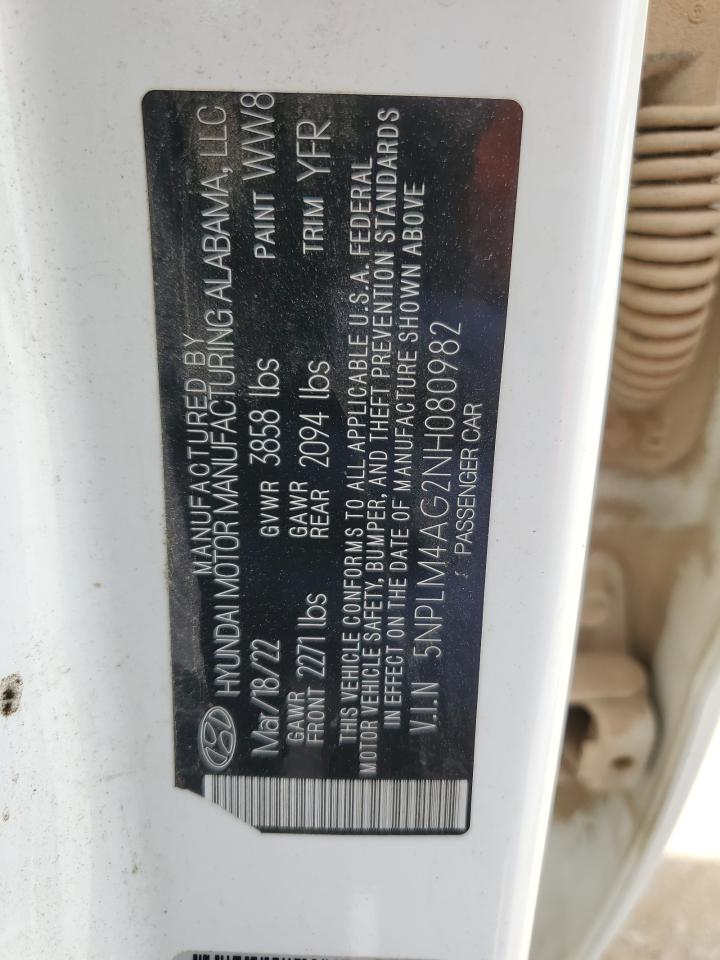 MANUFACTURED BY
HYUNDAI MOTOR MANUFACTURING ALABAMA, LLC
Mar/18/22 GVWR 3858 lbs PAINT WW8
GAWR FRONT 2271 lbs GAWR REAR 2094 lbs TRIM YFR
THIS VEHICLE CONFORMS TO ALL APPLICABLE U.S.A. FEDERAL
MOTOR VEHICLE SAFETY, BUMPER, AND THEFT PREVENTION STANDARDS
IN EFFECT ON THE DATE OF MANUFACTURE SHOWN ABOVE
V.I.N 5NPLM4AG2NH080982
PASSENGER CAR